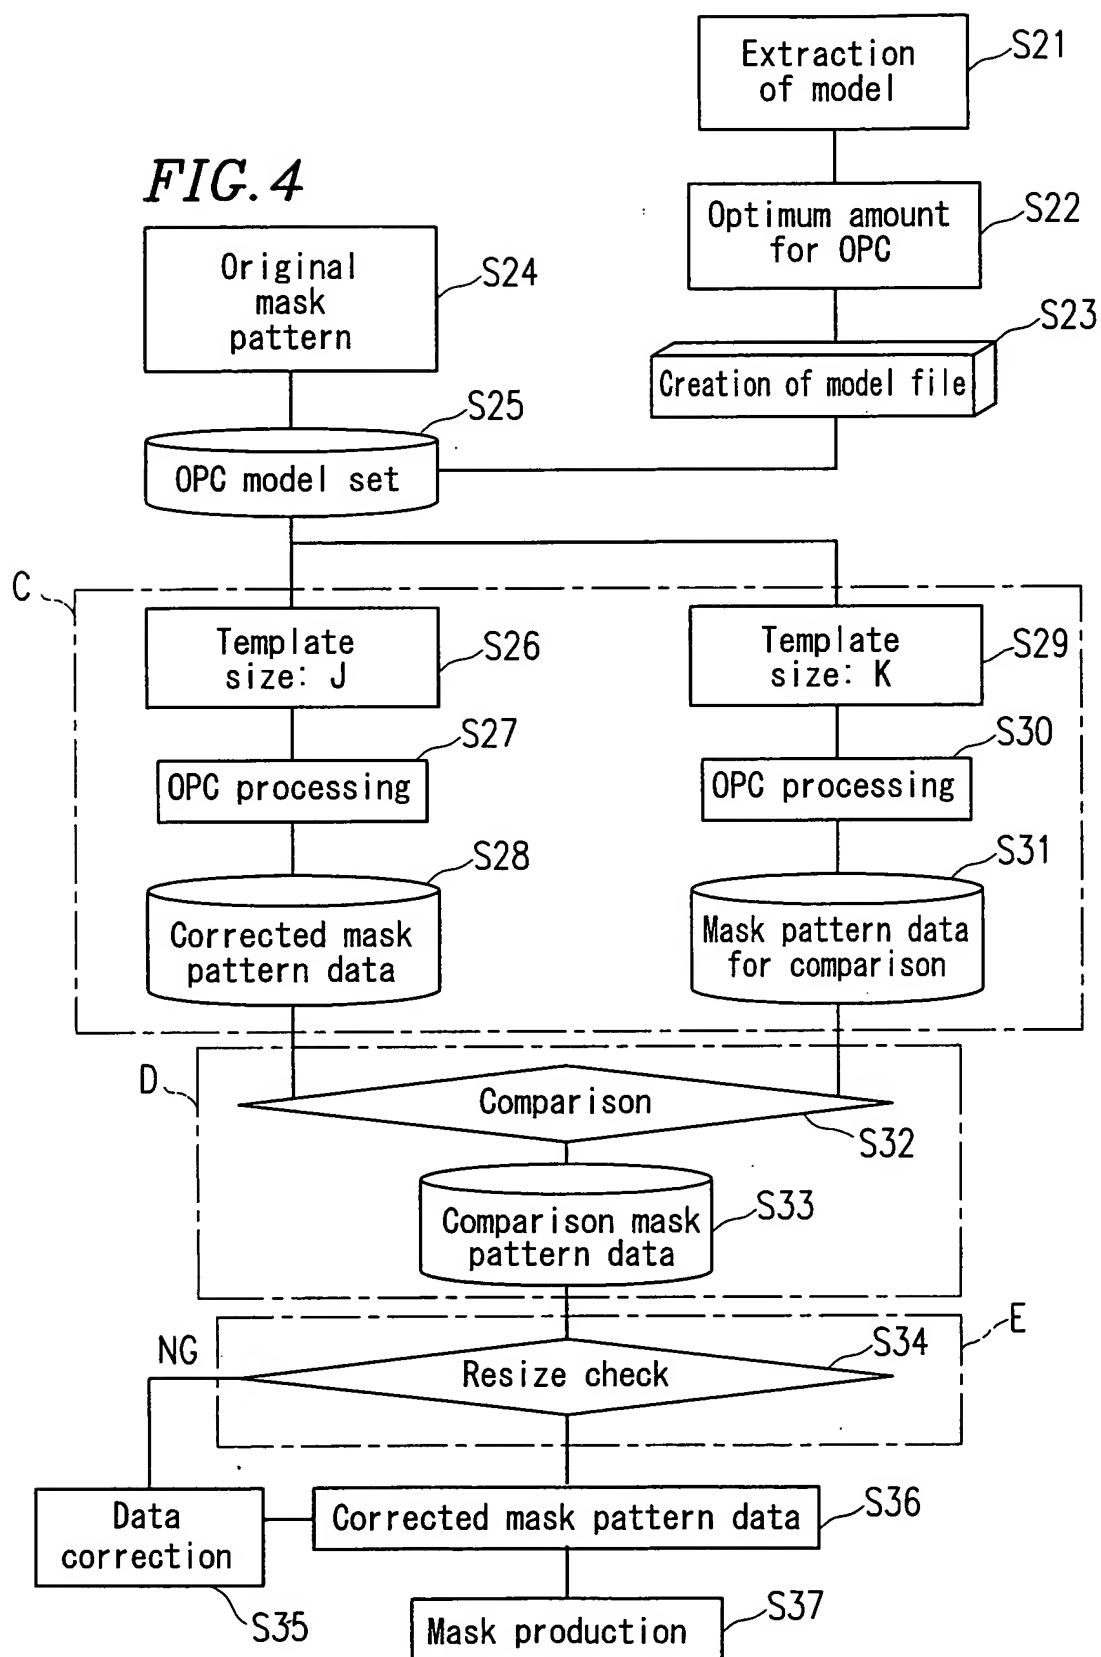 FIG. 4
Extraction
of model
S21
Optimum amount
for OPC
S22
Creation of model file
S23
Original
mask
pattern
S24
OPC model set
S25
C
Template
size: J
S26
Template
size: K
S29
OPC processing
S27
OPC processing
S30
Corrected mask
pattern data
S28
Mask pattern data
for comparison
S31
D
Comparison
S32
Comparison mask
pattern data
S33
E
NG
Resize check
S34
Data
correction
S35
Corrected mask pattern data
S36
Mask production
S37